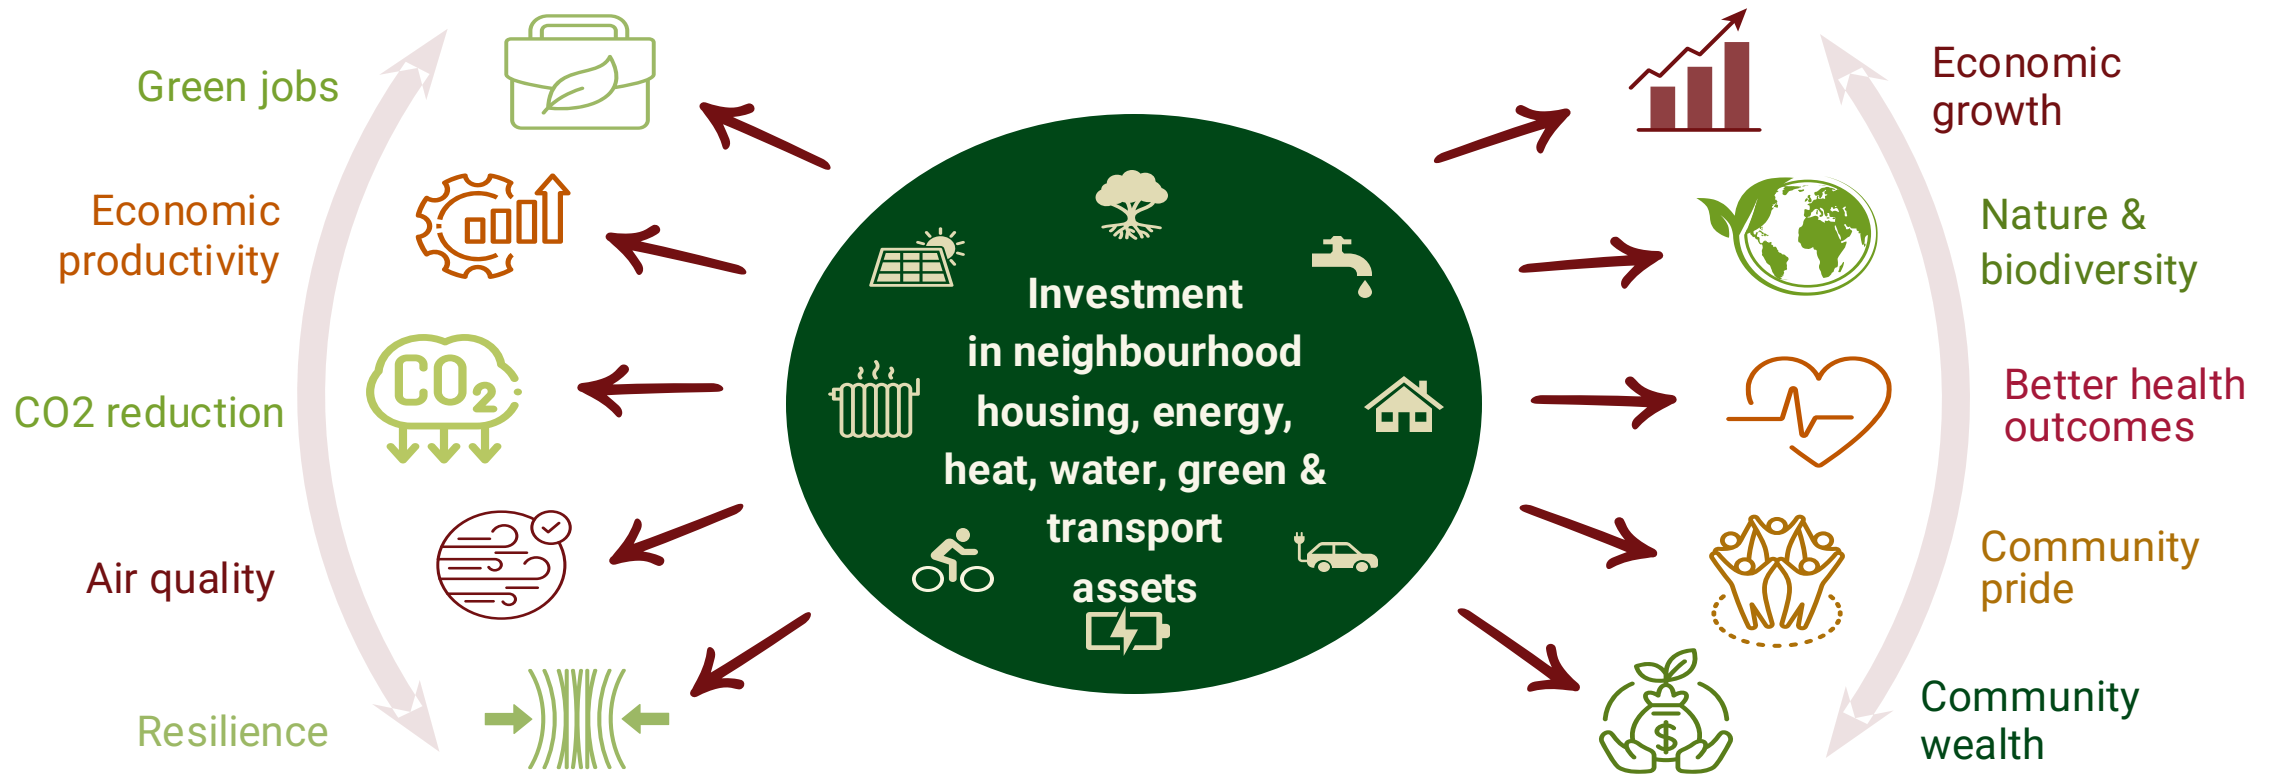 Green jobs
Economic
productivity
CO2 reduction
Air quality
Resilience
CO2
Investment
in neighbourhood
housing, energy,
heat, water, green &
transport
assets
$
Economic
growth
Nature &
biodiversity
Better health
outcomes
Community
pride
Community
wealth